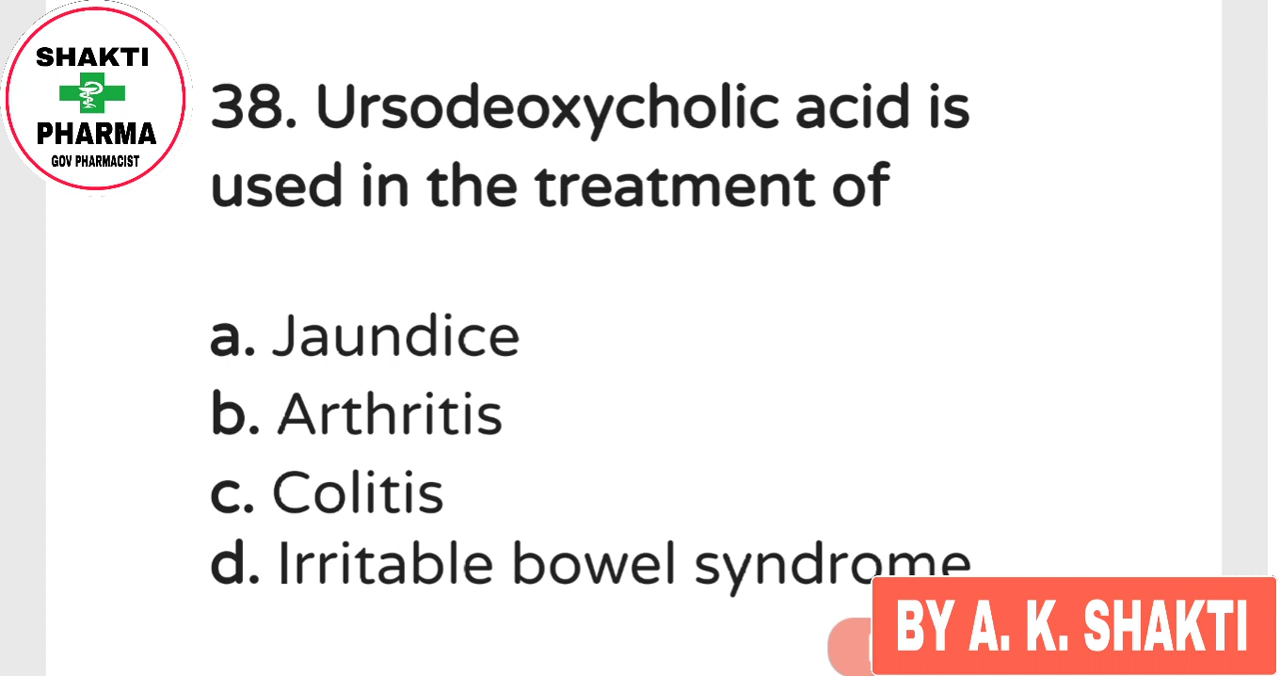 SHAKTI
PHARMA
GOV PHARMACIST
38. Ursodeoxycholic acid is
used in the treatment of
a. Jaundice
b. Arthritis
c. Colitis
d. Irritable bowel syndrome
BY A. K. SHAKTI